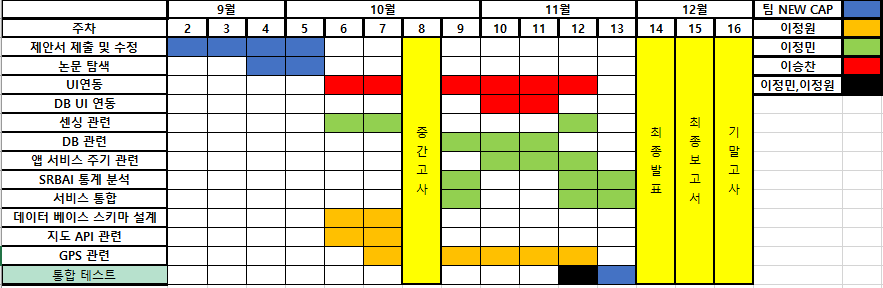 9월 10월 11월 12월 팀 NEW CAP
주차 2 3 4 5 6 7 8 9 10 11 12 13 14 15 16 이정원
제안서 제출 및 수정 이정민
논문 탐색 이승찬
UI연동 이정민,이정원
DB UI 연동
센싱 관련
DB 관련
앱 서비스 주기 관련
SRBAI 통계 분석
서비스 통합
데이터 베이스 스키마 설계
지도 API 관련
GPS 관련
통합 테스트
중간고사
최종발표
최종보고서
기말고사